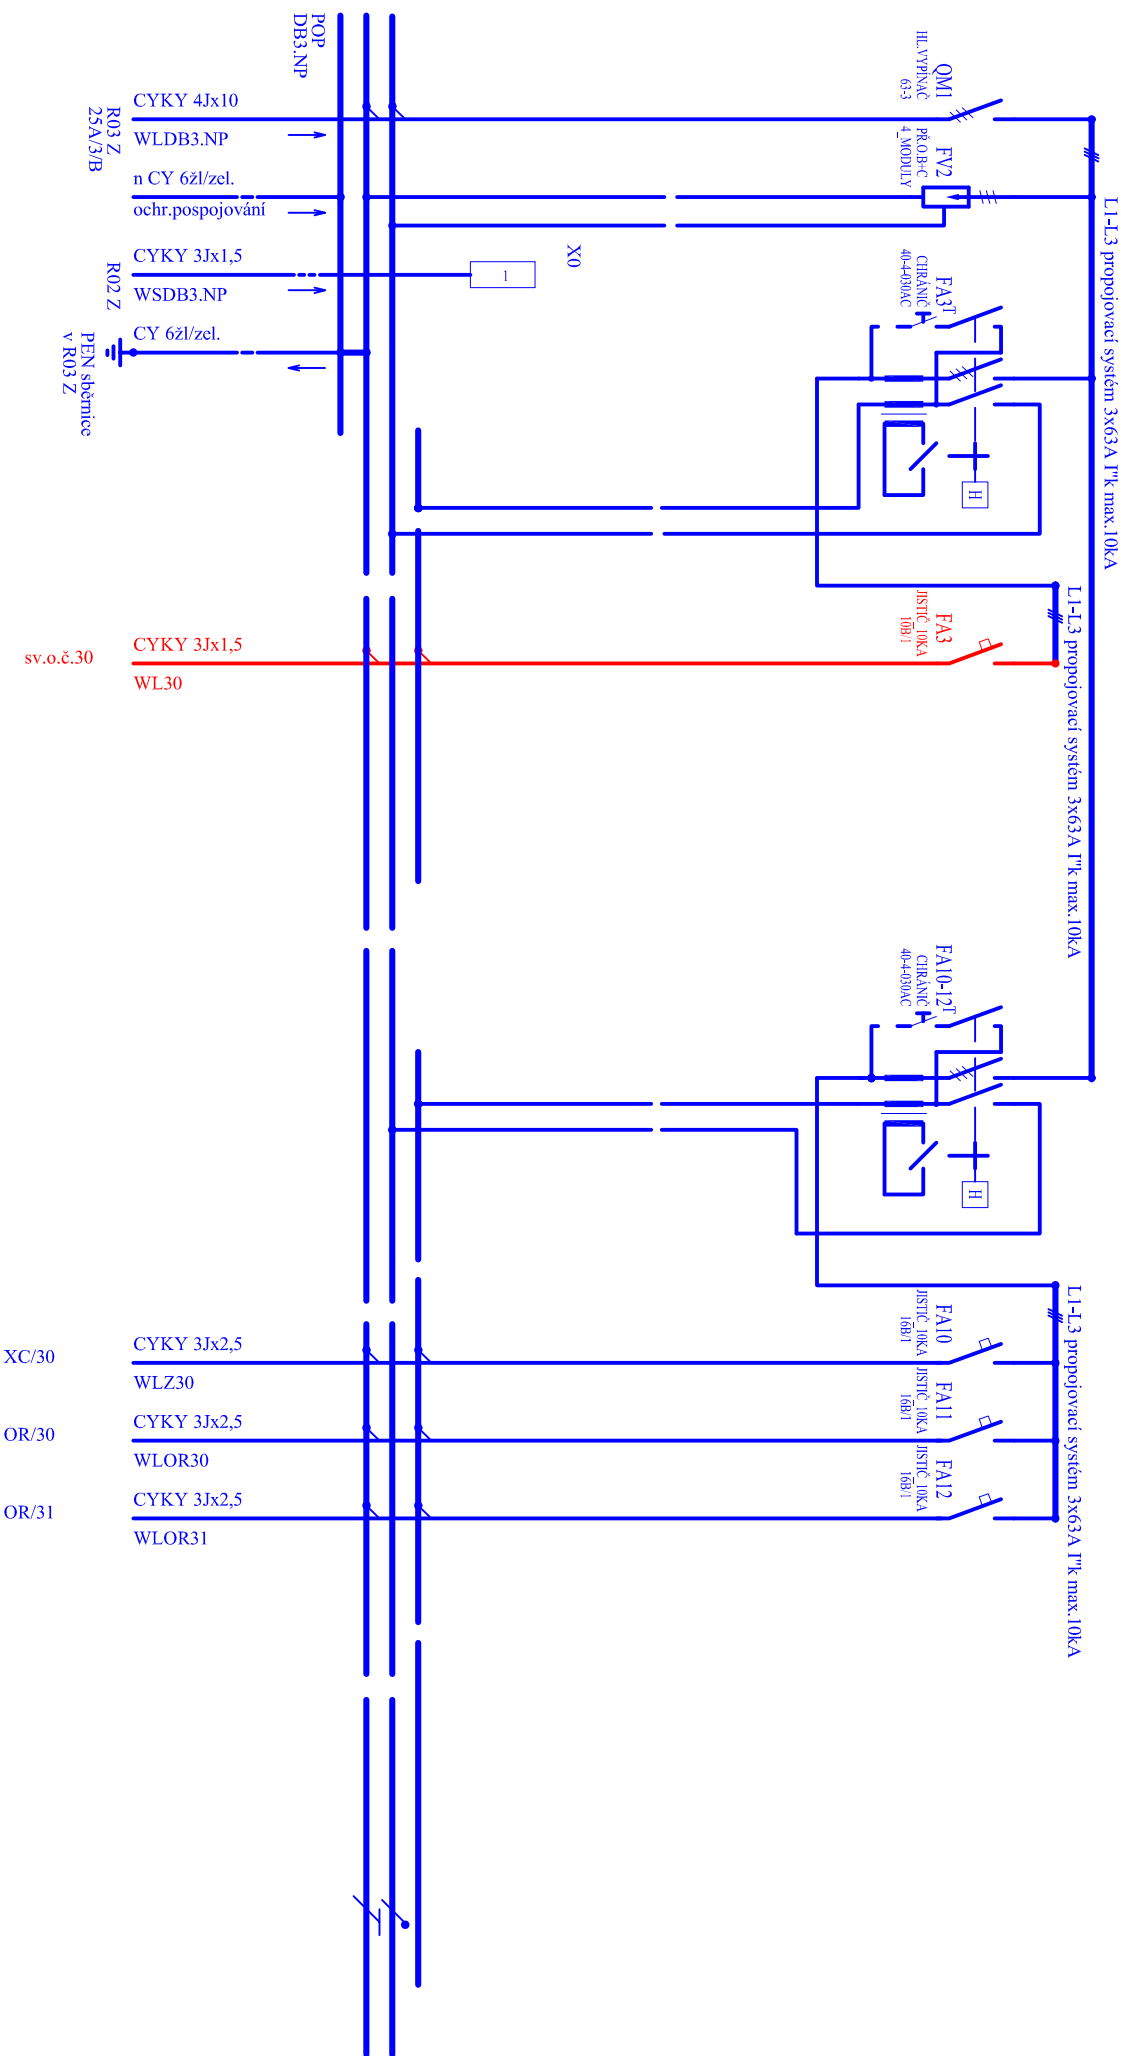 POP
DB3.NP
QM1
HL.VYPÍNAČ
63-3
CYKY 4Jx10
WLDB3.NP
R03 Z
25A/3/B
FV2
PŘ.O.B+C
4_MODULY
n CY 6žl/zel.
ochr.pospojování
L1-L3 propojovací systém 3x63A I"k max.10kA
X0
1
CYKY 3Jx1,5
WSDB3.NP
R02 Z
FA3
T
CHRÁNIČ
40-4-030AC
H
CY 6žl/zel.
PEN sběrnice
v R03 Z
L1-L3 propojovací systém 3x63A I"k max.10kA
FA3
JISTIČ_10KA
10B/1
sv.o.č.30
CYKY 3Jx1,5
WL30
FA10-12
T
CHRÁNIČ
40-4-030AC
H
L1-L3 propojovací systém 3x63A I"k max.10kA
FA10
JISTIČ_10KA
16B/1
XC/30
CYKY 3Jx2,5
WLZ30
FA11
JISTIČ_10KA
16B/1
OR/30
CYKY 3Jx2,5
WLOR30
FA12
JISTIČ_10KA
16B/1
OR/31
CYKY 3Jx2,5
WLOR31